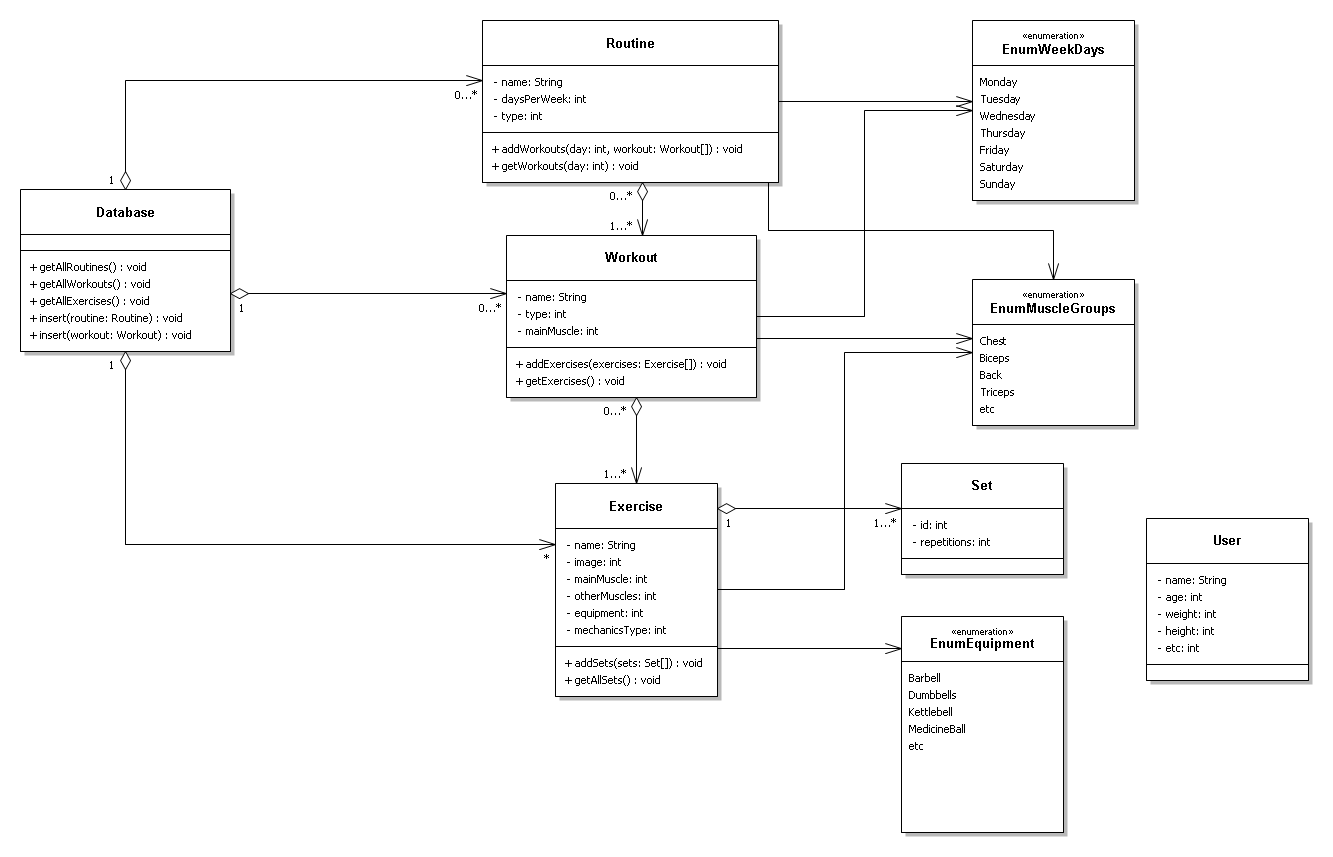 Routine
- name: String
- daysPerWeek: int
- type: int
+ addWorkouts(day: int, workout: Workout[]) : void
+ getWorkouts(day: int) : void
«enumeration»
EnumWeekDays
Monday
Tuesday
Wednesday
Thursday
Friday
Saturday
Sunday
0...*
1
0...*
1...*
Database
+ getAllRoutines() : void
+ getAllWorkouts() : void
+ getAllExercises() : void
+ insert(routine: Routine) : void
+ insert(workout: Workout) : void
1
0...*
1
Workout
- name: String
- type: int
- mainMuscle: int
+ addExercises(exercises: Exercise[]) : void
+ getExercises() : void
«enumeration»
EnumMuscleGroups
Chest
Biceps
Back
Triceps
etc
0...*
1...*
*
Exercise
- name: String
- image: int
- mainMuscle: int
- otherMuscles: int
- equipment: int
- mechanicsType: int
+ addSets(sets: Set[]) : void
+ getAllSets() : void
1
1...*
Set
- id: int
- repetitions: int
User
- name: String
- age: int
- weight: int
- height: int
- etc: int
«enumeration»
EnumEquipment
Barbell
Dumbbells
Kettlebell
MedicineBall
etc